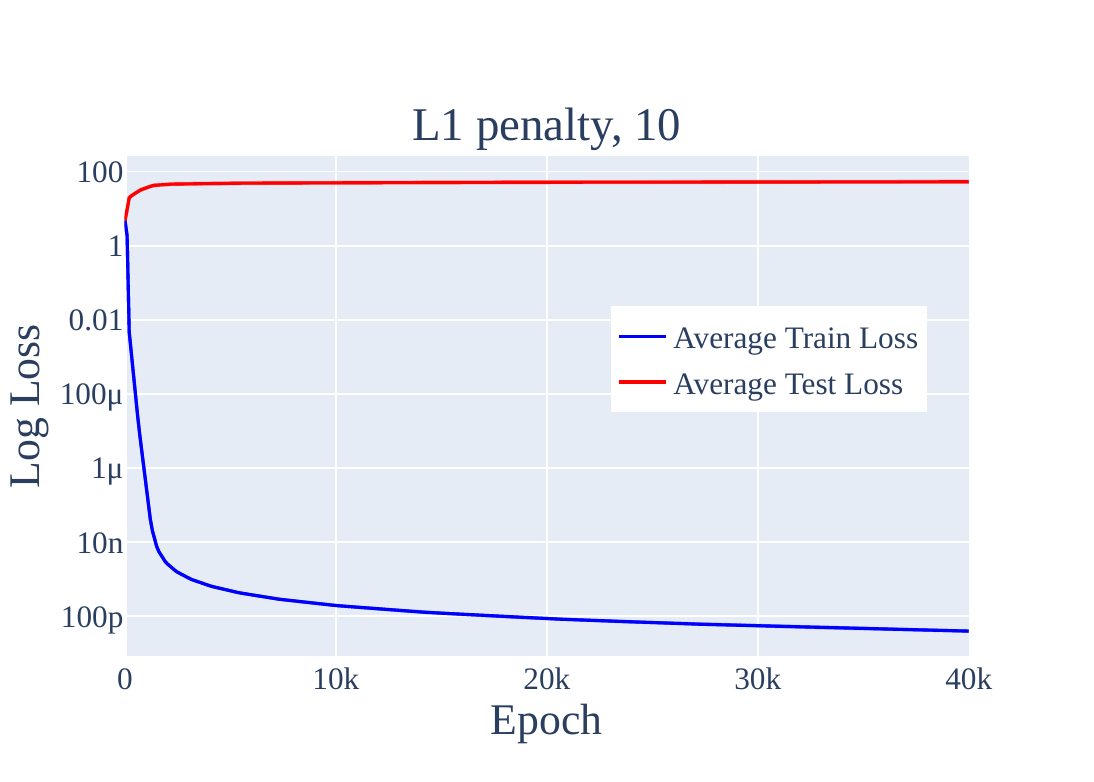 L1 penalty, 10
100
1
0.01
100μ
1μ
10n
100p
Log Loss
Average Train Loss
Average Test Loss
0
10k
20k
30k
40k
Epoch